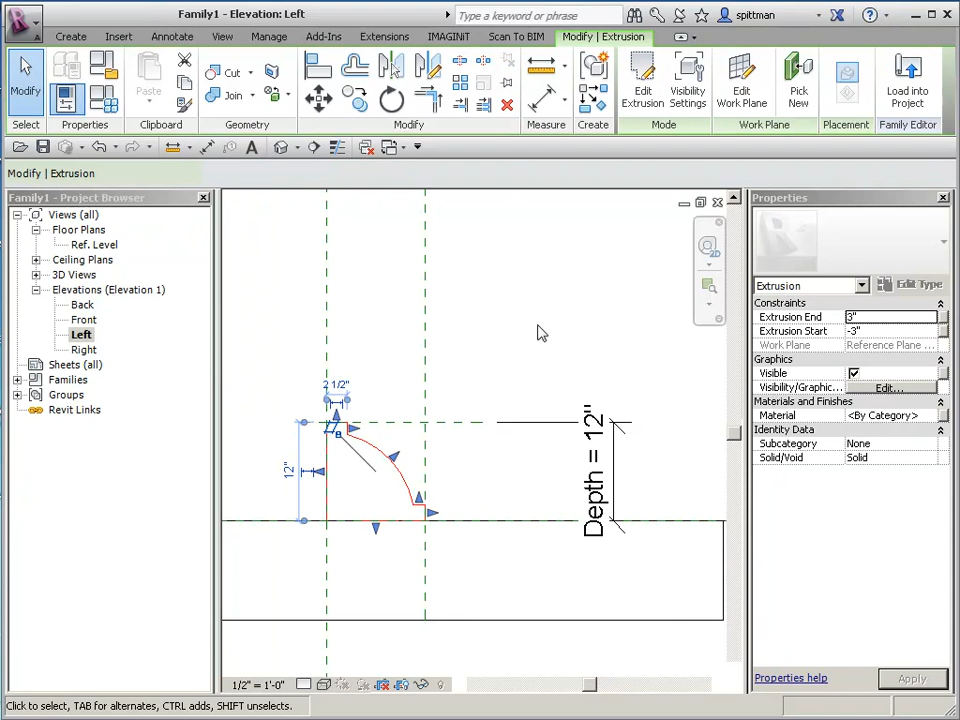 Family1 - Elevation: Left
Type a keyword or phrase
spittman
Create Insert Annotate View Manage Add-Ins Extensions IMAGINiT Scan To BIM Modify | Extrusion
Modify
Paste
Cut
Join
Edit Extrusion
Visibility Settings
Edit Work Plane
Pick New
Load into Project
Select Properties Clipboard Geometry Modify Measure Create Mode Work Plane Placement Family Editor
Modify | Extrusion
Family1 - Project Browser
Views (all)
Floor Plans
Ref. Level
Ceiling Plans
3D Views
Elevations (Elevation 1)
Back
Front
Left
Right
Sheets (all)
Families
Groups
Revit Links
2D
2 1/2"
12"
Depth = 12"
1/2" = 1'-0"
Properties
Extrusion
Edit Type
Constraints
Extrusion End 3"
Extrusion Start -3"
Work Plane Reference Plane ...
Graphics
Visible
Visibility/Graphic... Edit...
Materials and Finishes
Material <By Category>
Identity Data
Subcategory None
Solid/Void Solid
Properties help
Apply
Click to select, TAB for alternates, CTRL adds, SHIFT unselects.